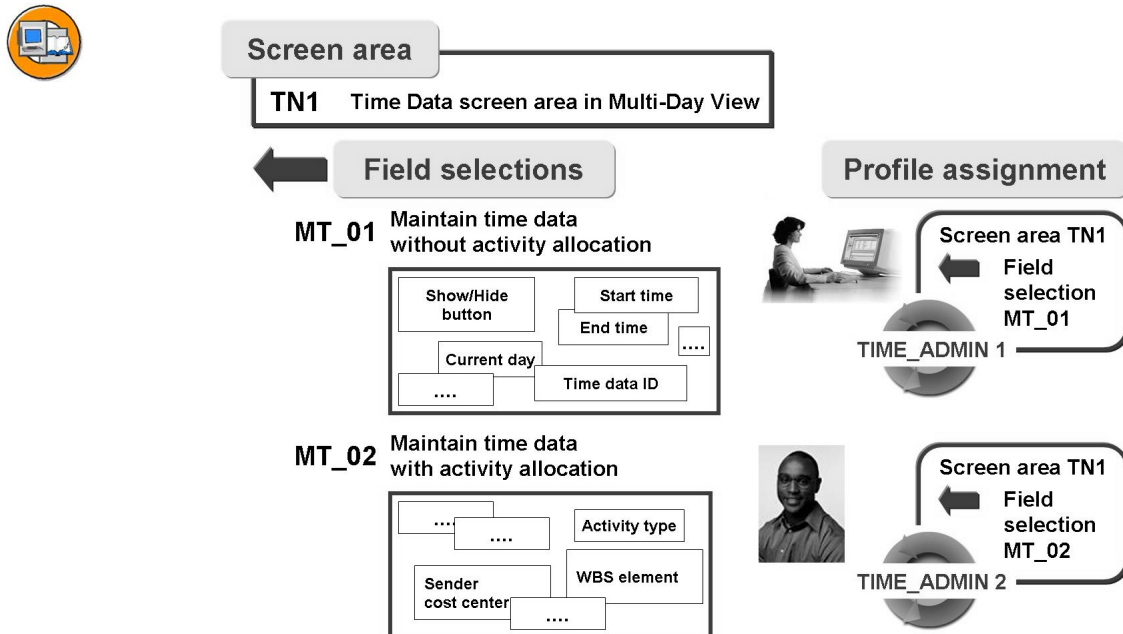 Screen area
TN1 Time Data screen area in Multi-Day View
Field selections
MT_01 Maintain time data
without activity allocation
Show/Hide
button
Start time
End time
....
Current day
....
Time data ID
MT_02 Maintain time data
with activity allocation
....
....
Activity type
Sender
cost center
WBS element
....
Profile assignment
Screen area TN1
Field
selection
MT_01
TIME_ADMIN 1
Screen area TN1
Field
selection
MT_02
TIME_ADMIN 2